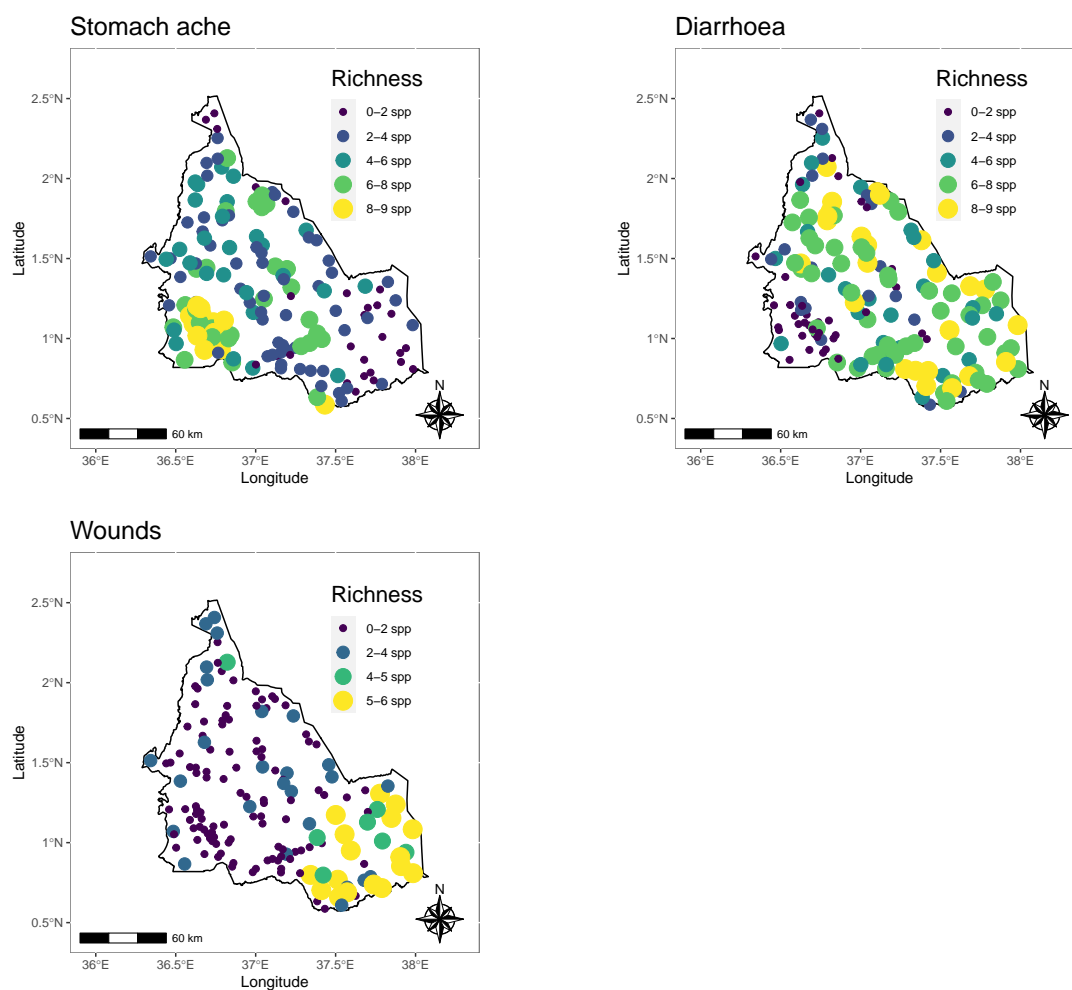 Stomach ache
Richness
0−2 spp
2−4 spp
4−6 spp
6−8 spp
8−9 spp
2.5°N
2°N
1.5°N
1°N
0.5°N
Latitude
N
60 km
36°E 36.5°E 37°E 37.5°E 38°E
Longitude
Diarrhoea
Richness
0−2 spp
2−4 spp
4−6 spp
6−8 spp
8−9 spp
2.5°N
2°N
1.5°N
1°N
0.5°N
Latitude
N
60 km
36°E 36.5°E 37°E 37.5°E 38°E
Longitude
Wounds
Richness
0−2 spp
2−4 spp
4−5 spp
5−6 spp
2.5°N
2°N
1.5°N
1°N
0.5°N
Latitude
N
60 km
36°E 36.5°E 37°E 37.5°E 38°E
Longitude